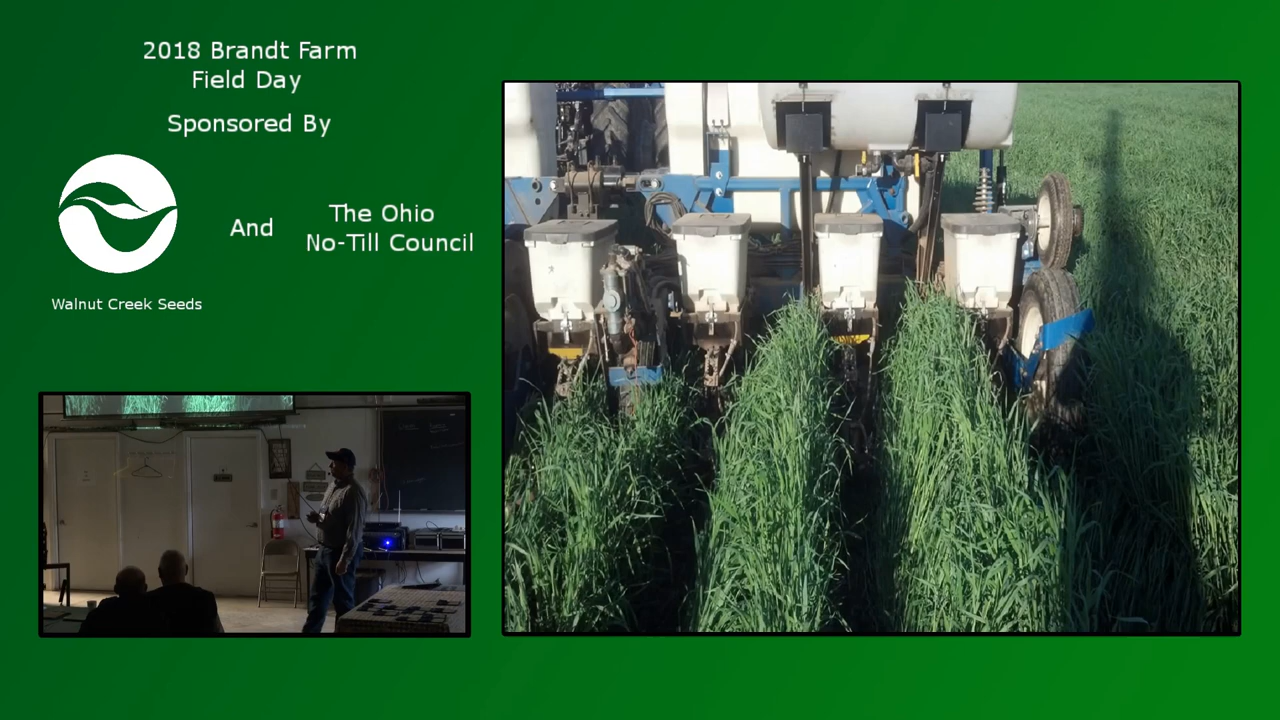 2018 Brandt Farm
Field Day
Sponsored By
And
The Ohio
No-Till Council
Walnut Creek Seeds